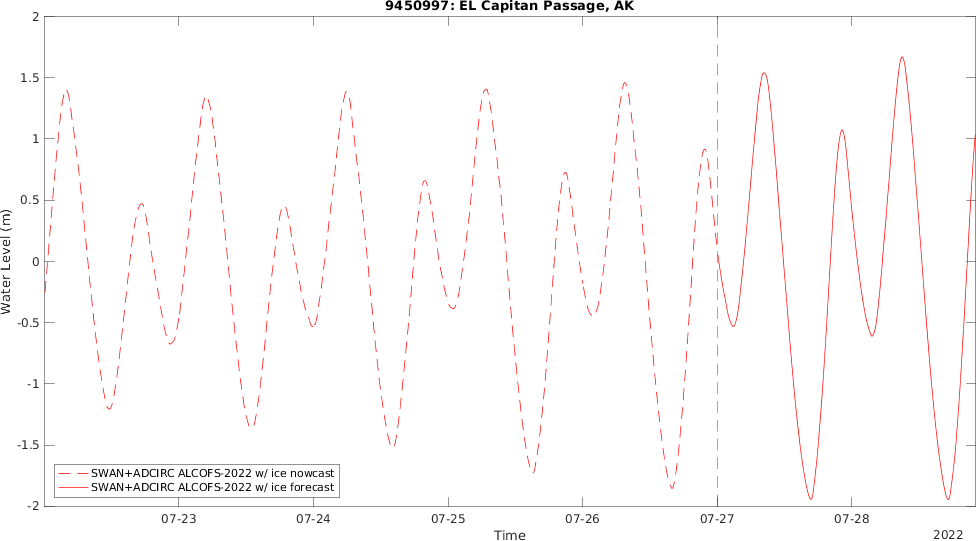 9450997: EL Capitan Passage, AK
2
1.5
1
0.5
0
-0.5
-1
-1.5
-2
Water Level (m)
SWAN+ADCIRC ALCOFS-2022 w/ ice nowcast
SWAN+ADCIRC ALCOFS-2022 w/ ice forecast
07-23 07-24 07-25 07-26 07-27 07-28
Time
2022